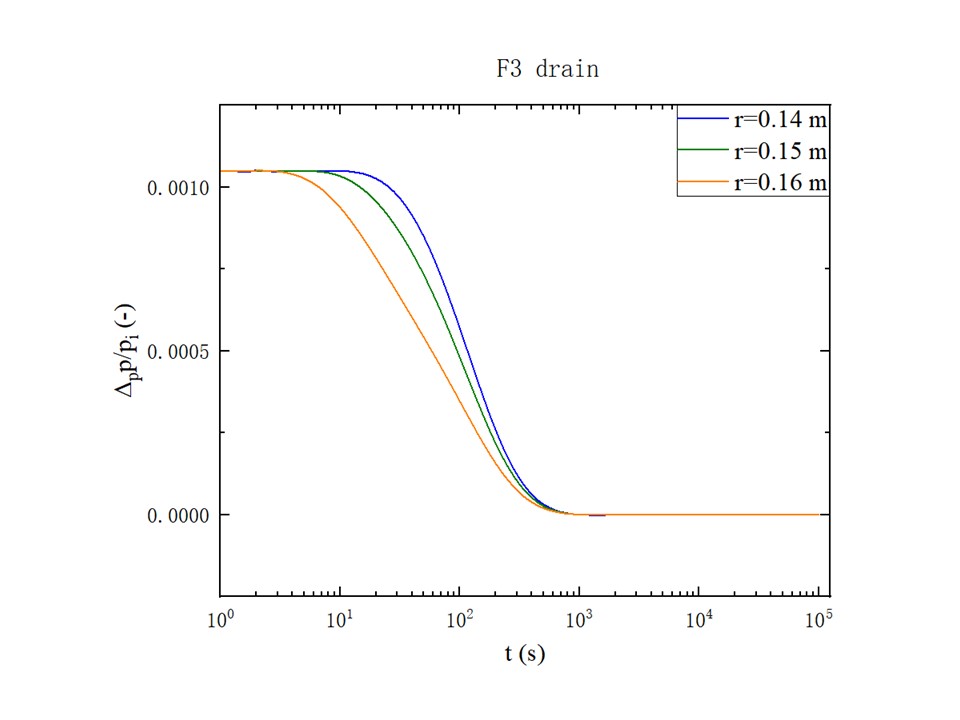 F3 drain
r=0.14 m
r=0.15 m
r=0.16 m
0.0010
0.0005
0.0000
Δₚp/pᵢ (-)
10⁰ 10¹ 10² 10³ 10⁴ 10⁵
t (s)